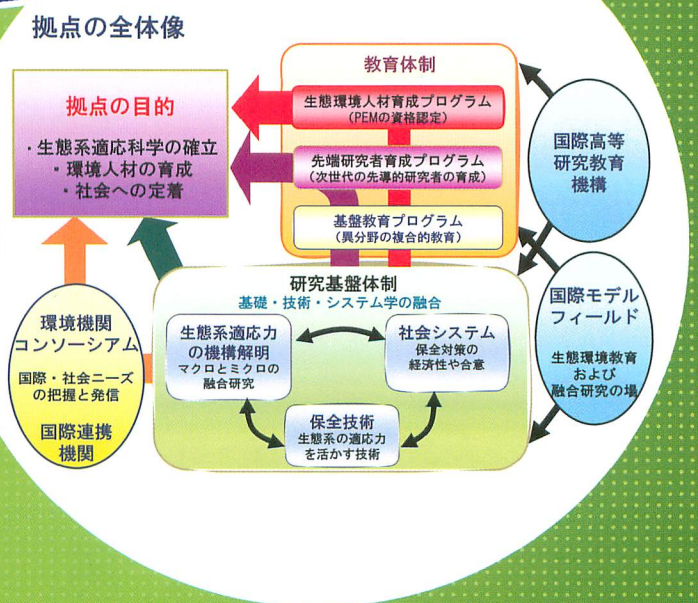 拠点の全体像
拠点の目的
・生態系適応科学の確立
・環境人材の育成
・社会への定着
教育体制
生態環境人材育成プログラム
(PEMの資格認定)
先端研究者育成プログラム
(次世代の先導的研究者の育成)
基盤教育プログラム
(異分野の複合的教育)
国際高等
研究教育
機構
研究基盤体制
基礎・技術・システム学の融合
生態系適応力
の機構解明
マクロとミクロの
融合研究
社会システム
保全対策の
経済性や合意
保全技術
生態系の適応力
を活かす技術
環境機関
コンソーシアム
国際・社会ニーズ
の把握と発信
国際連携
機関
国際モデル
フィールド
生態環境教育
および
融合研究の場